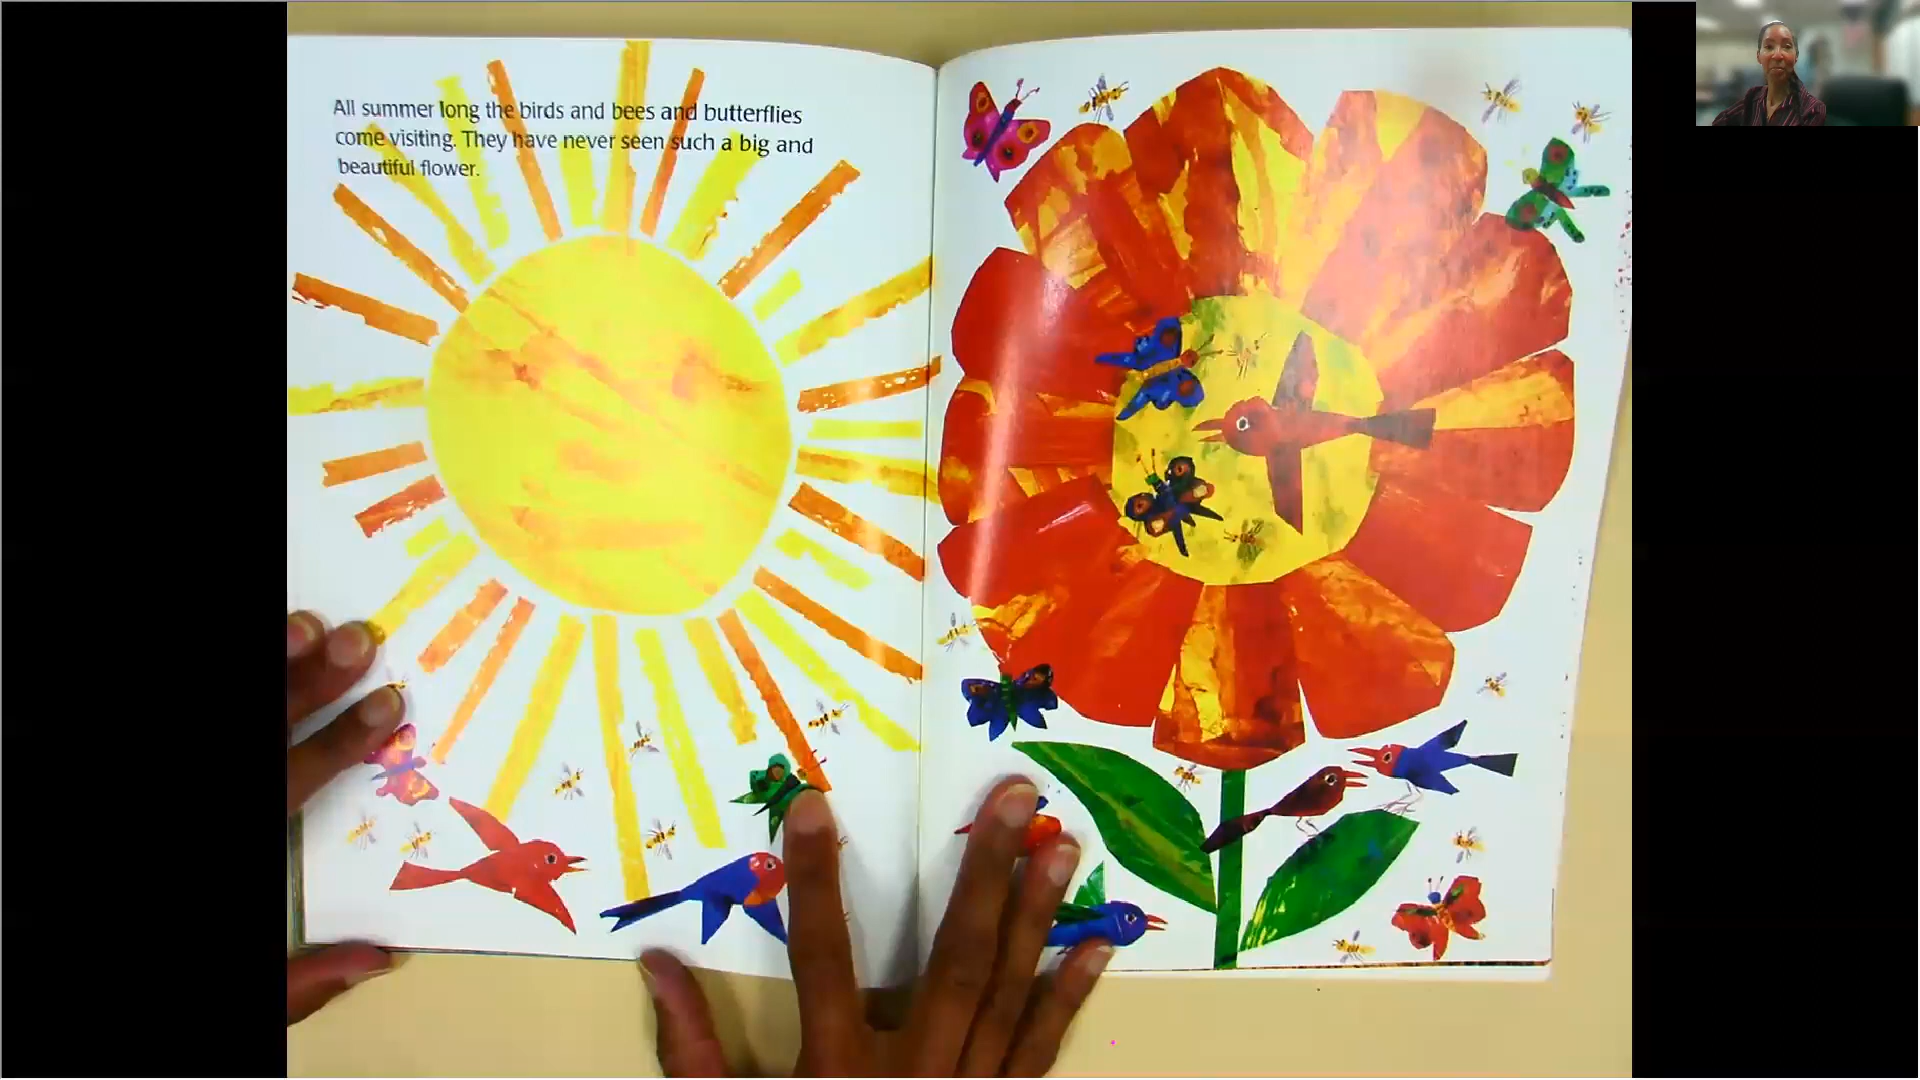 All summer long the birds and bees and butterflies
come visiting. They have never seen such a big and
beautiful flower.